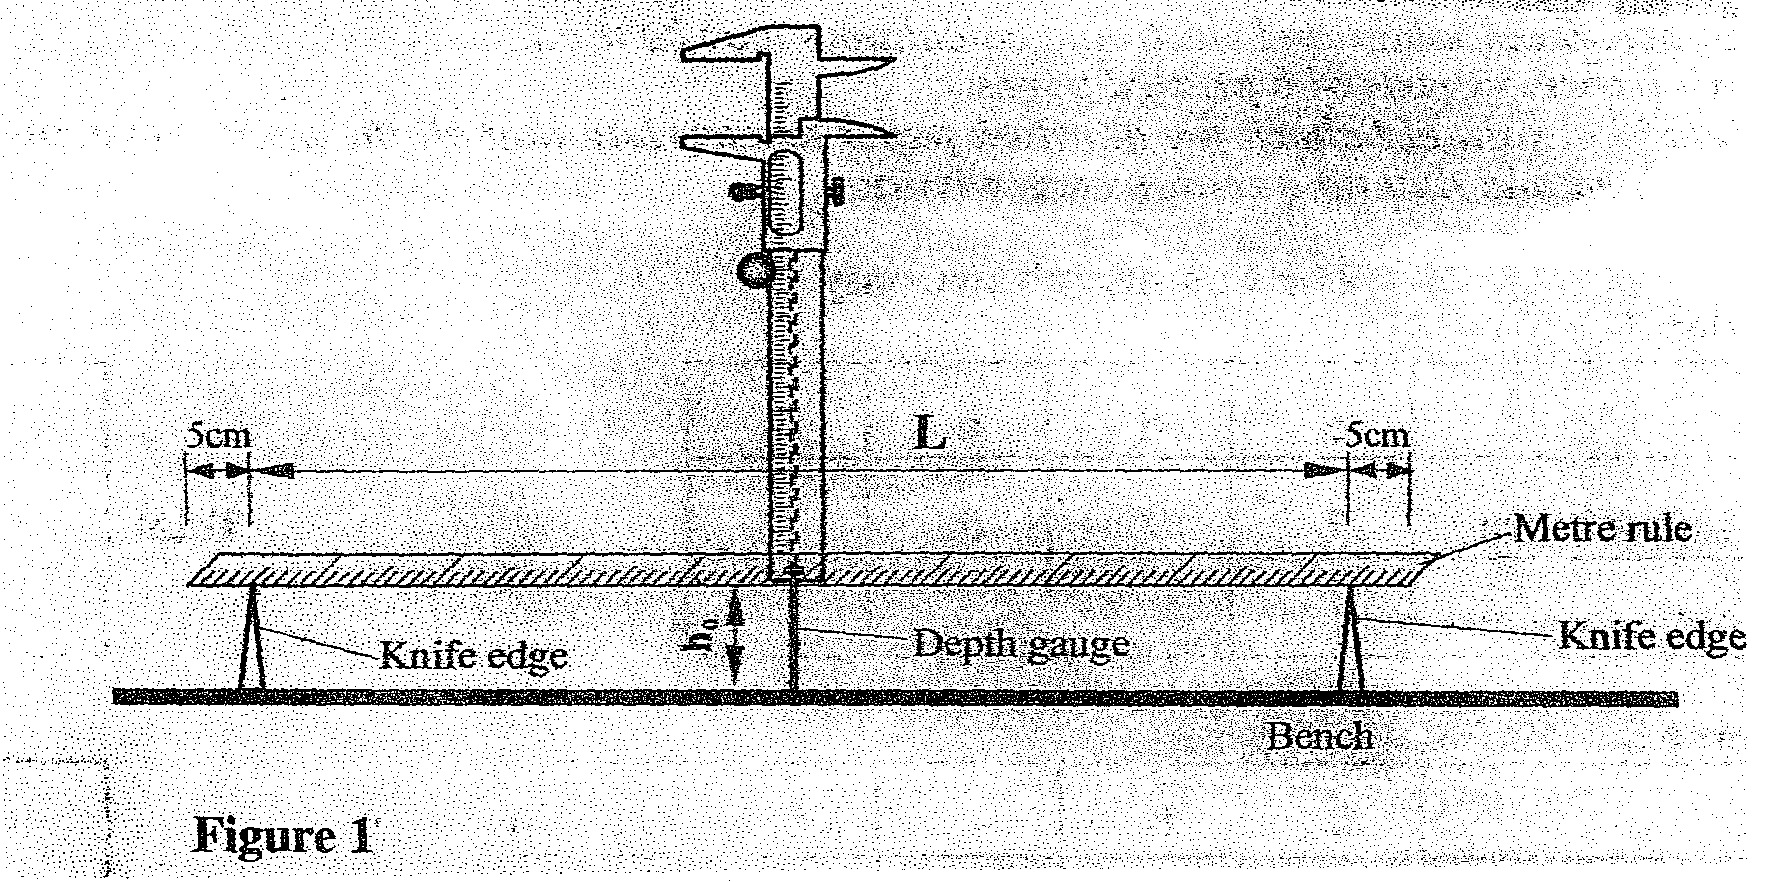 5cm
L
5cm
Metre rule
Knife edge
h₀
Depth gauge
Knife edge
Bench
Figure 1